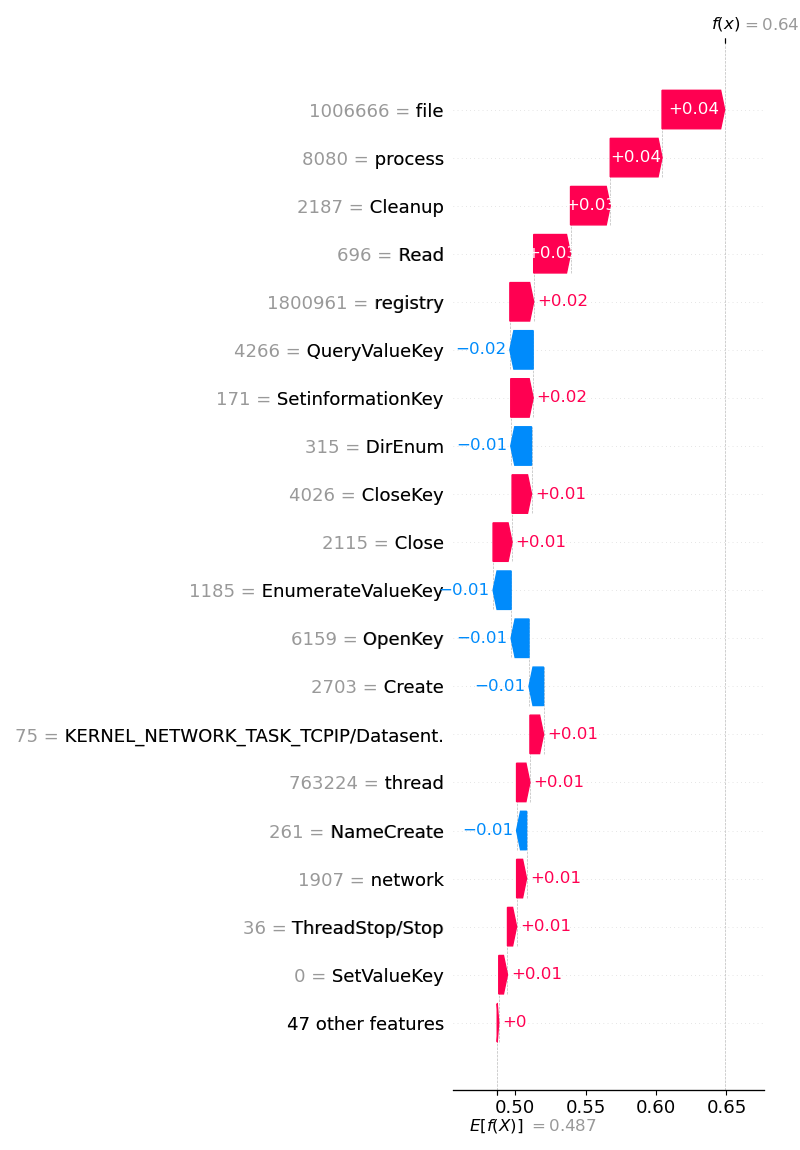 f(x) = 0.64
1006666 = file +0.04
8080 = process +0.04
2187 = Cleanup +0.03
696 = Read +0.03
1800961 = registry +0.02
4266 = QueryValueKey −0.02
171 = SetinformationKey +0.02
315 = DirEnum −0.01
4026 = CloseKey +0.01
2115 = Close +0.01
1185 = EnumerateValueKey −0.01
6159 = OpenKey −0.01
2703 = Create −0.01
75 = KERNEL_NETWORK_TASK_TCPIP/Datasent. +0.01
763224 = thread +0.01
261 = NameCreate −0.01
1907 = network +0.01
36 = ThreadStop/Stop +0.01
0 = SetValueKey +0.01
47 other features +0
0.50 0.55 0.60 0.65
E[f(X)] = 0.487